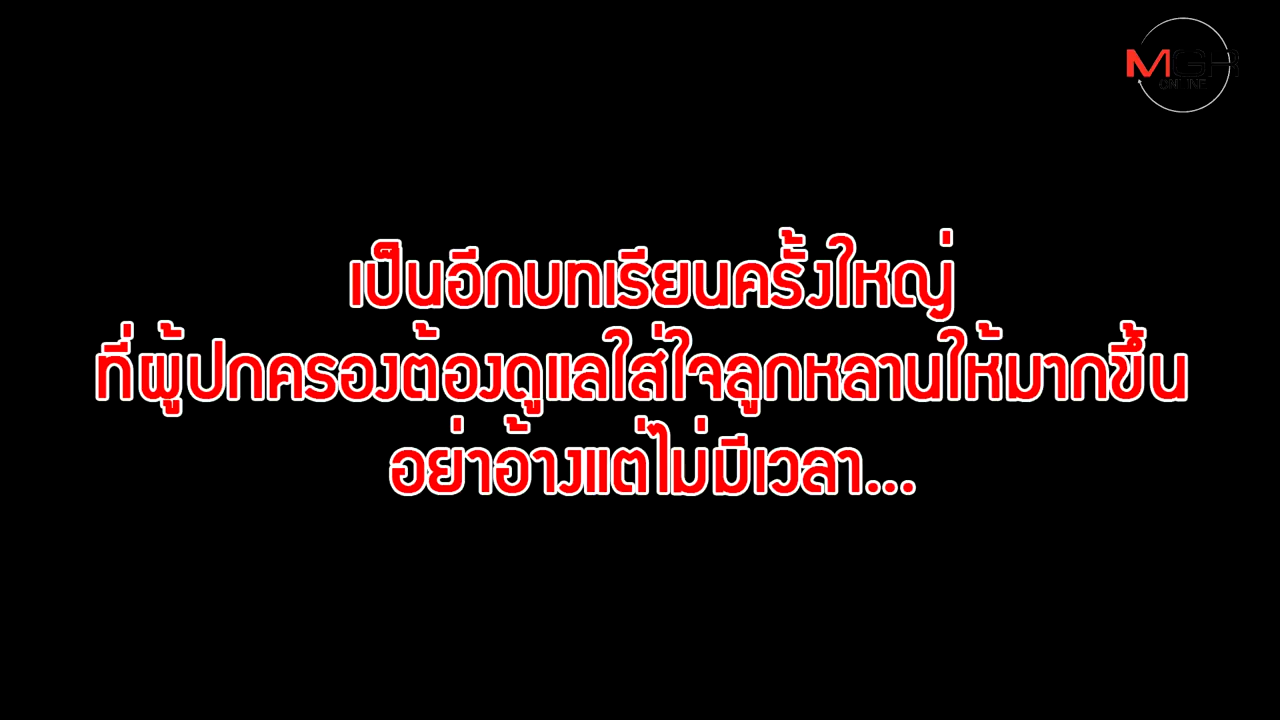 MGR
ONLINE
เป็นอีกบทเรียนครั้งใหญ่
ที่ผู้ปกครองต้องดูแลใส่ใจลูกหลานให้มากขึ้น
อย่าอ้างแต่ไม่มีเวลา...